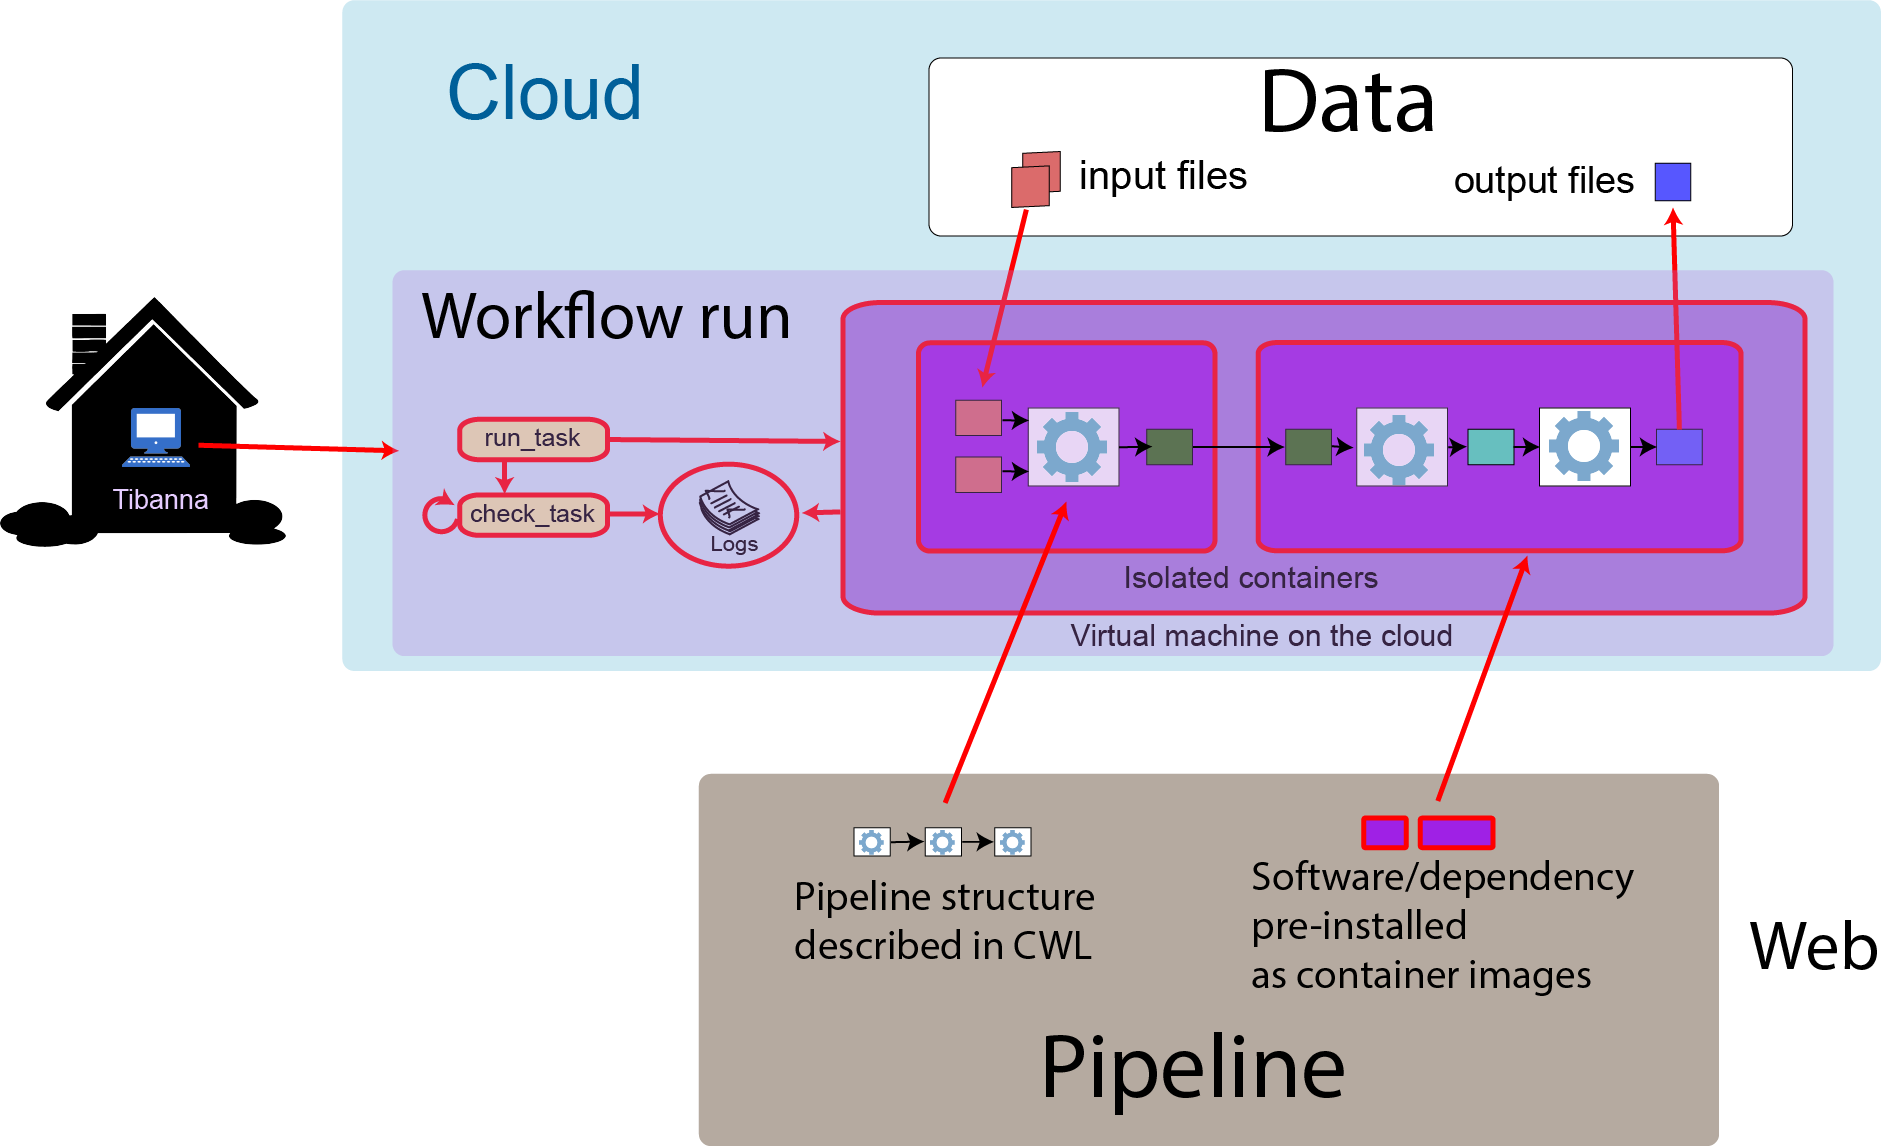 Cloud
Data
input files
output files
Workflow run
run_task
check_task
Logs
Tibanna
Isolated containers
Virtual machine on the cloud
Pipeline structure
described in CWL
Software/dependency
pre-installed
as container images
Web
Pipeline